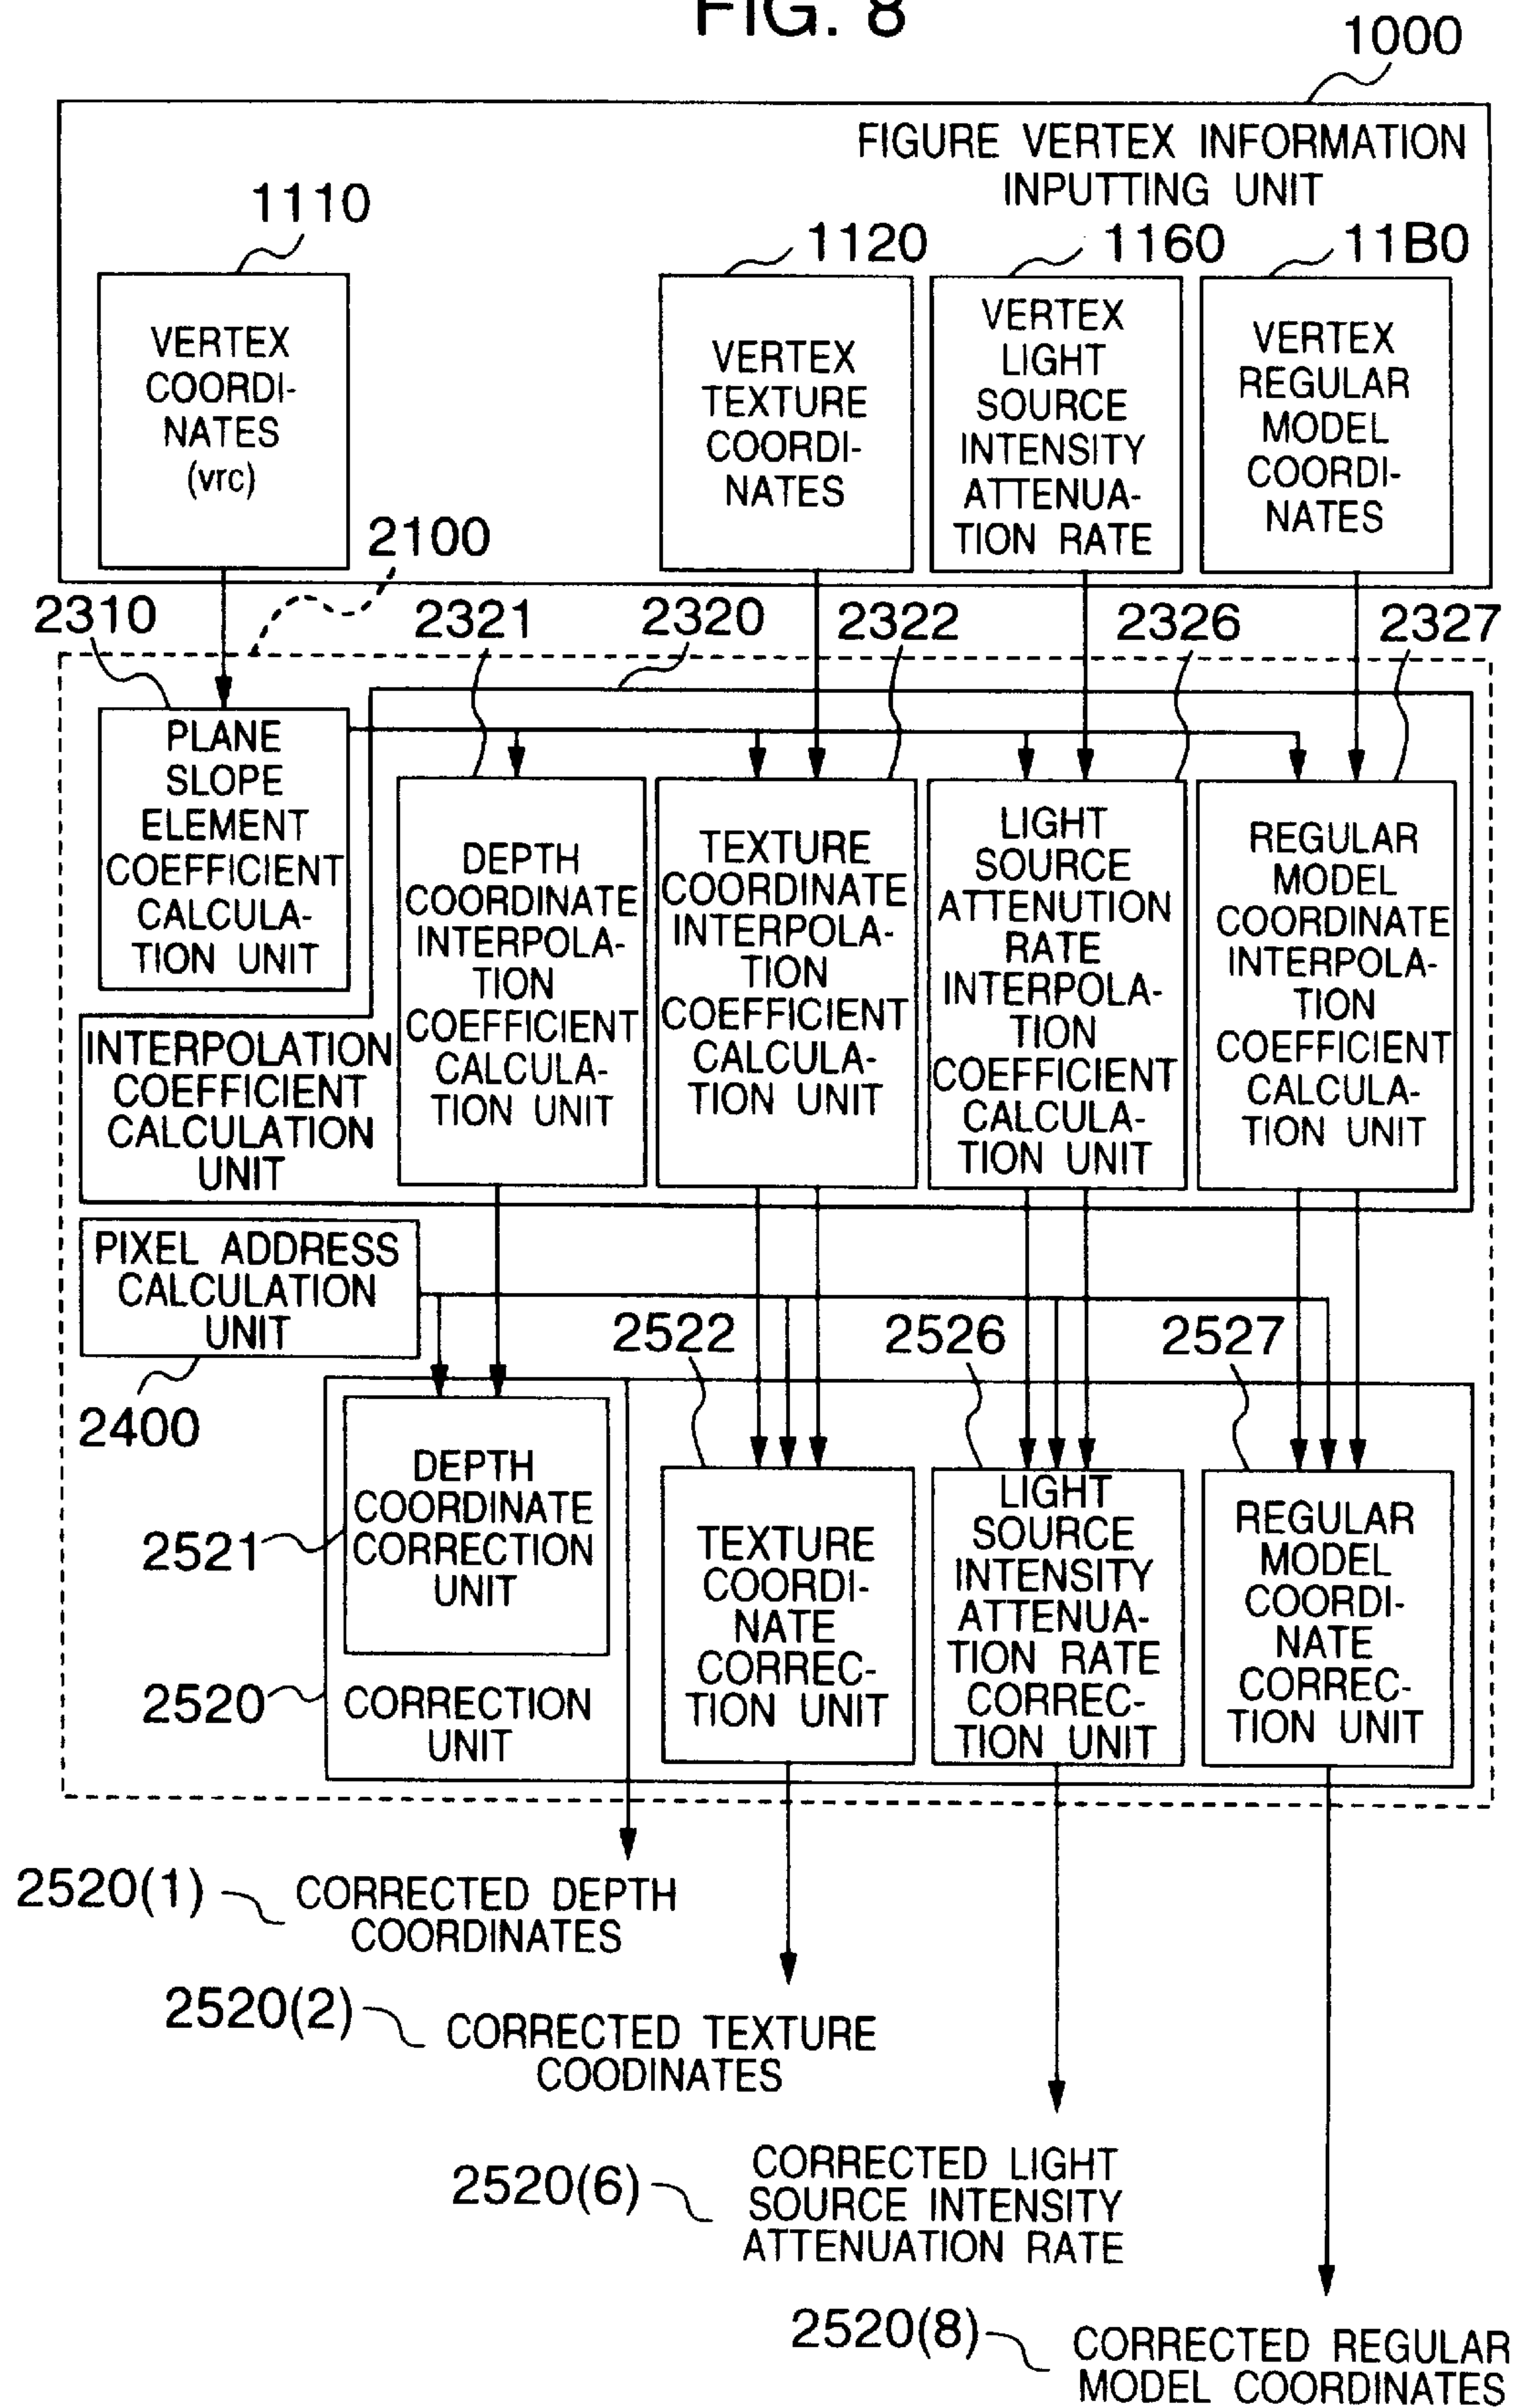 FIG. 8
1000
FIGURE VERTEX INFORMATION
INPUTTING UNIT
1110
1120
1160
11B0
VERTEX
COORDI-
NATES
(vrc)
VERTEX
TEXTURE
COORDI-
NATES
VERTEX
LIGHT
SOURCE
INTENSITY
ATTENUA-
TION RATE
VERTEX
REGULAR
MODEL
COORDI-
NATES
2100
2310
2321
2320
2322
2326
2327
PLANE
SLOPE
ELEMENT
COEFFICIENT
CALCULA-
TION UNIT
DEPTH
COORDINATE
INTERPOLA-
TION
COEFFICIENT
CALCULA-
TION UNIT
TEXTURE
COORDINATE
INTERPOLA-
TION
COEFFICIENT
CALCULA-
TION UNIT
LIGHT
SOURCE
ATTENUTION
RATE
INTERPOLA-
TION
COEFFICIENT
CALCULA-
TION UNIT
REGULAR
MODEL
COORDINATE
INTERPOLA-
TION
COEFFICIENT
CALCULA-
TION UNIT
INTERPOLATION
COEFFICIENT
CALCULATION
UNIT
PIXEL ADDRESS
CALCULATION
UNIT
2400
2522
2526
2527
DEPTH
COORDINATE
CORRECTION
UNIT
2521
2520
CORRECTION
UNIT
TEXTURE
COORDI-
NATE
CORREC-
TION UNIT
LIGHT
SOURCE
INTENSITY
ATTENUA-
TION RATE
CORREC-
TION UNIT
REGULAR
MODEL
COORDI-
NATE
CORREC-
TION UNIT
2520(1)
CORRECTED DEPTH
COORDINATES
2520(2)
CORRECTED TEXTURE
COODINATES
2520(6)
CORRECTED LIGHT
SOURCE INTENSITY
ATTENUATION RATE
2520(8)
CORRECTED REGULAR
MODEL COORDINATES